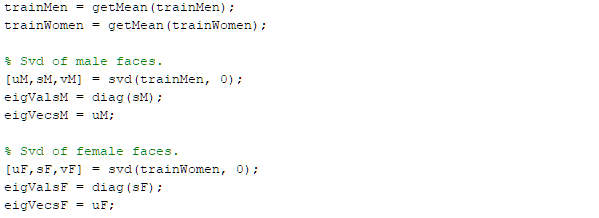 trainMen = getMean(trainMen);
trainWomen = getMean(trainWomen);
% Svd of male faces.
[uM,sM,vM] = svd(trainMen, 0);
eigValsM = diag(sM);
eigVecsM = uM;
% Svd of female faces.
[uF,sF,vF] = svd(trainWomen, 0);
eigValsF = diag(sF);
eigVecsF = uF;